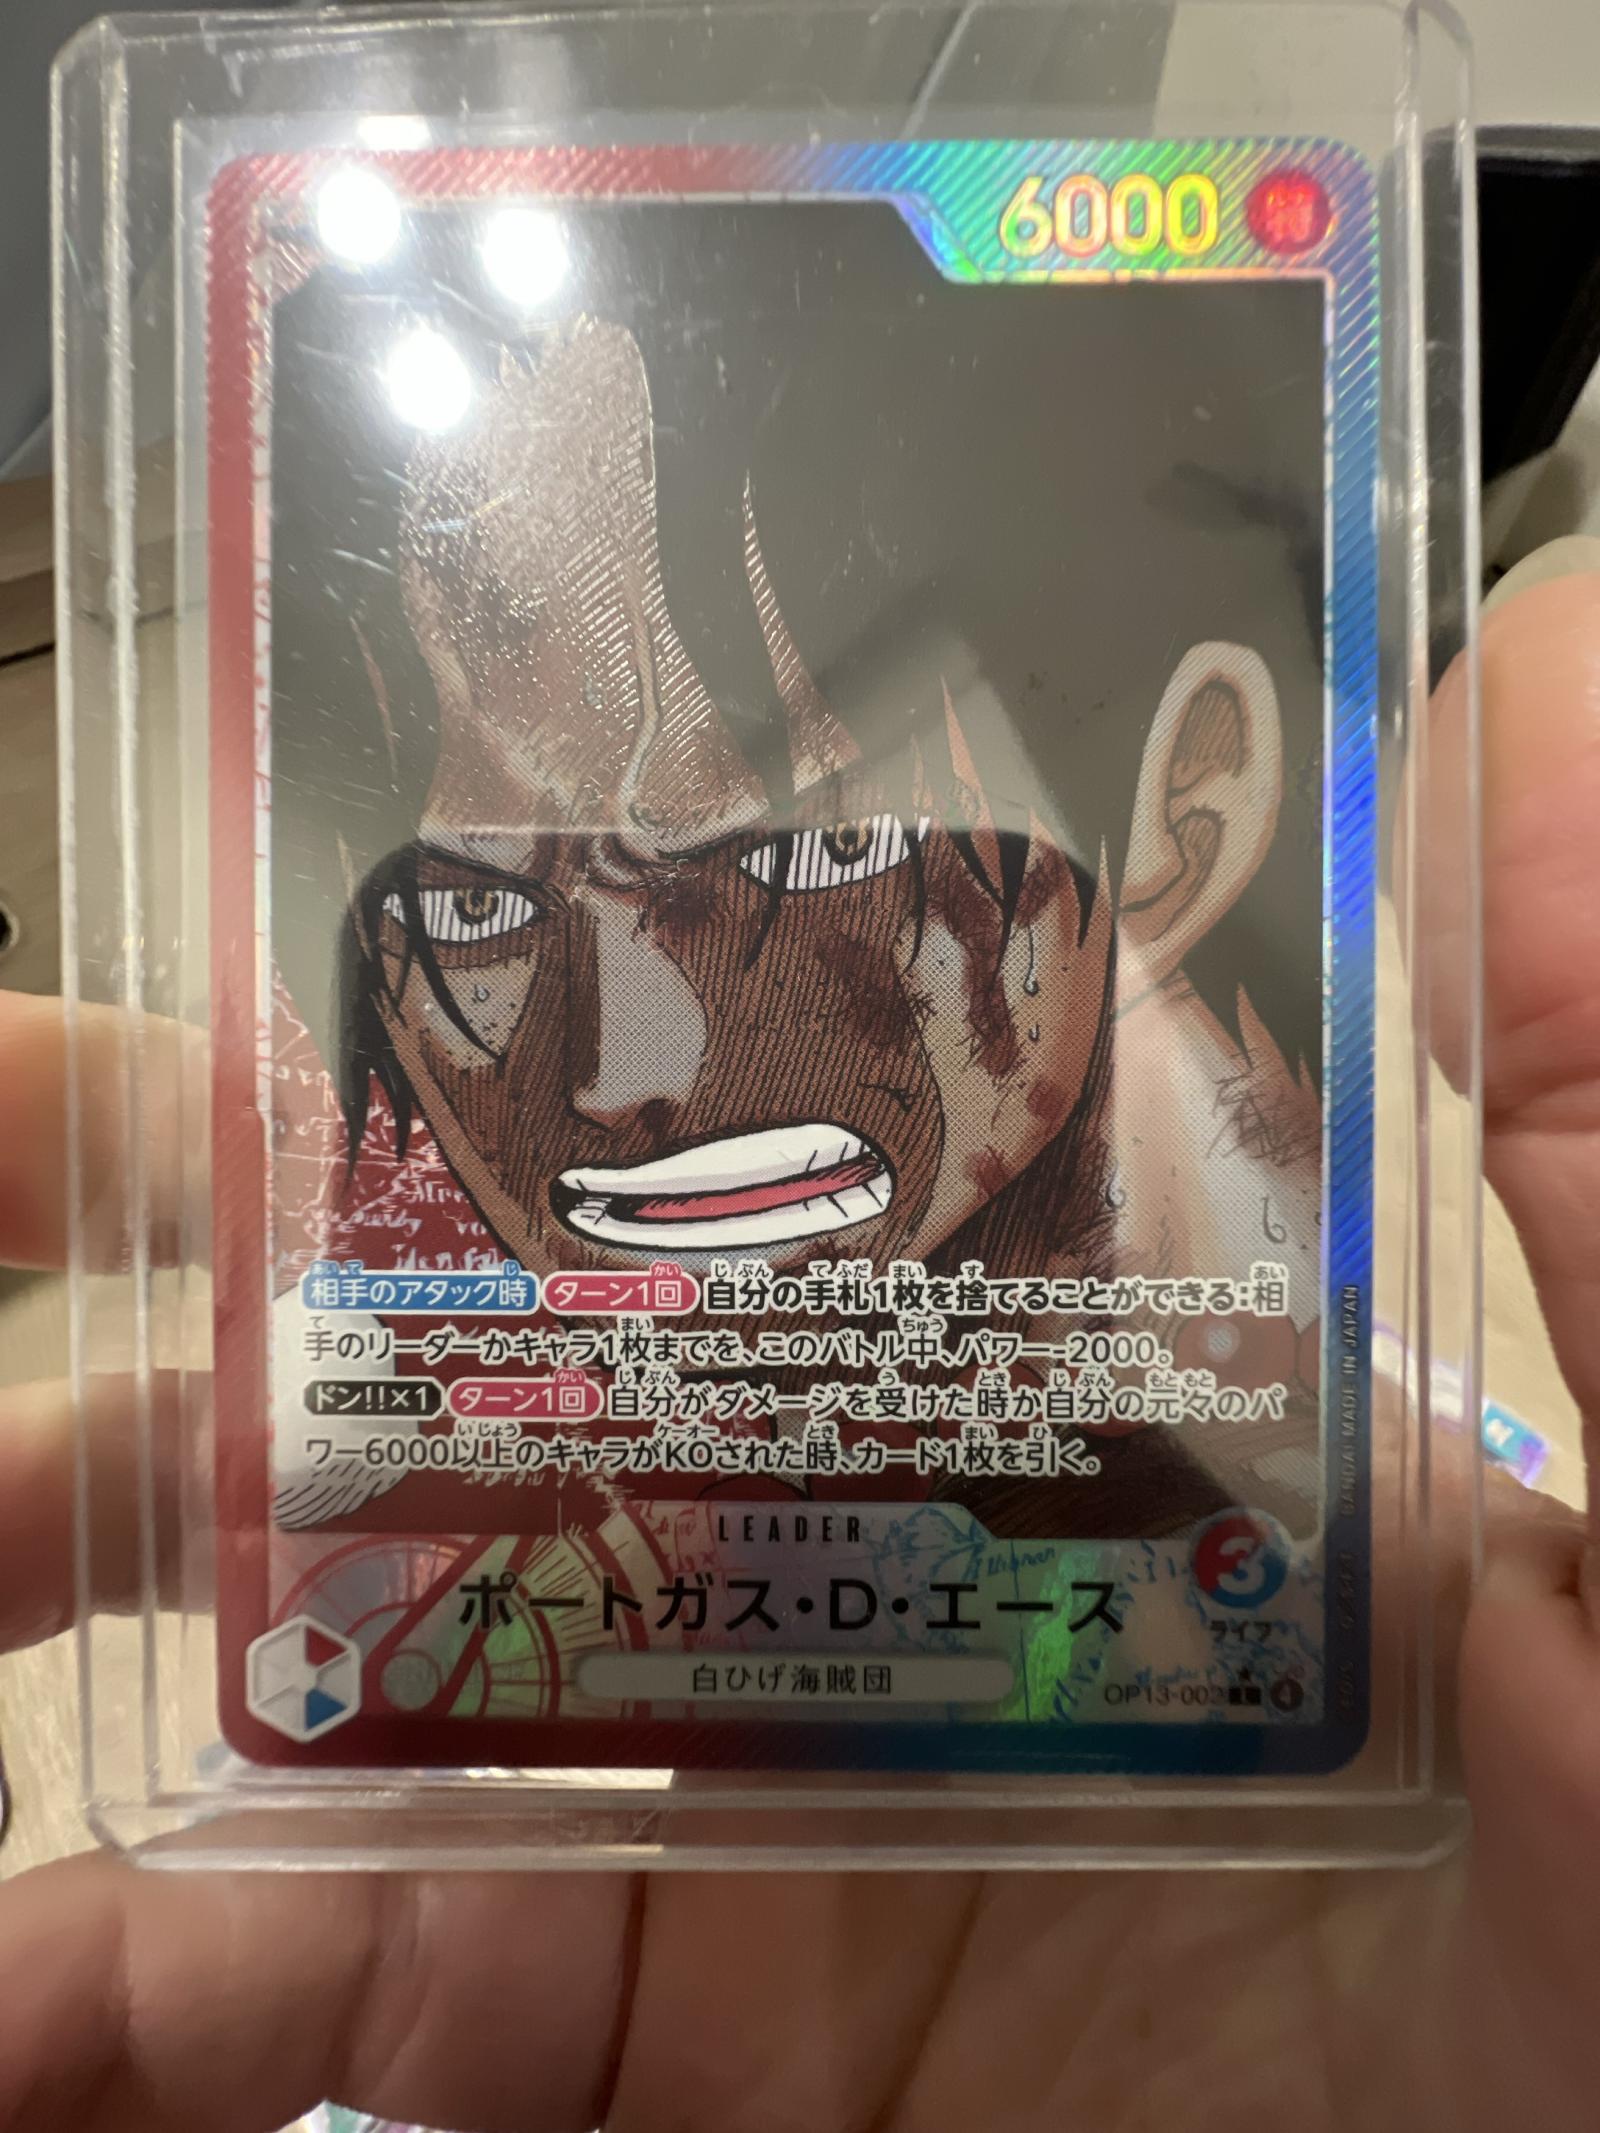 6000 特
相手のアタック時 ターン1回 自分の手札1枚を捨てることができる:相
手のリーダーかキャラ1枚までを、このバトル中、パワー-2000。
ドン!!×1 ターン1回 自分がダメージを受けた時か自分の元々のパ
ワー6000以上のキャラがKOされた時、カード1枚を引く。
LEADER
ポートガス・D・エース
3
ライフ
白ひげ海賊団
OP13-002
BANDAI MADE IN JAPAN